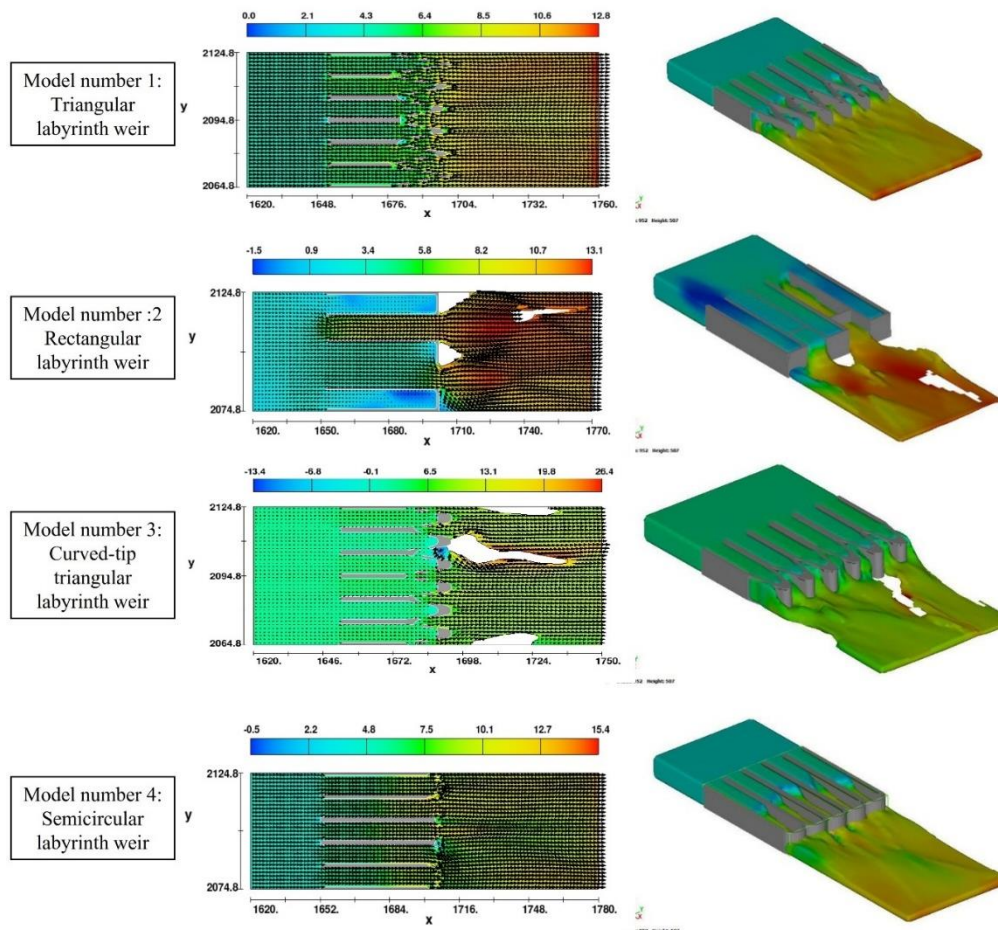 0.0 2.1 4.3 6.4 8.5 10.6 12.8
Model number 1:
Triangular
labyrinth weir
2124.8
y 2094.8
2064.8
1620. 1648. 1676. 1704. 1732. 1760.
x
y
x
-1.5 0.9 3.4 5.8 8.2 10.7 13.1
Model number :2
Rectangular
labyrinth weir
2124.8
y
2074.8
1620. 1650. 1680. 1710. 1740. 1770.
x
y
x
-13.4 -6.8 -0.1 6.5 13.1 19.8 26.4
Model number 3:
Curved-tip
triangular
labyrinth weir
2124.8
y 2094.8
2064.8
1620. 1646. 1672. 1698. 1724. 1750.
x
y
x
-0.5 2.2 4.8 7.5 10.1 12.7 15.4
Model number 4:
Semicircular
labyrinth weir
2124.8
y
2074.8
1620. 1652. 1684. 1716. 1748. 1780.
x
y
x